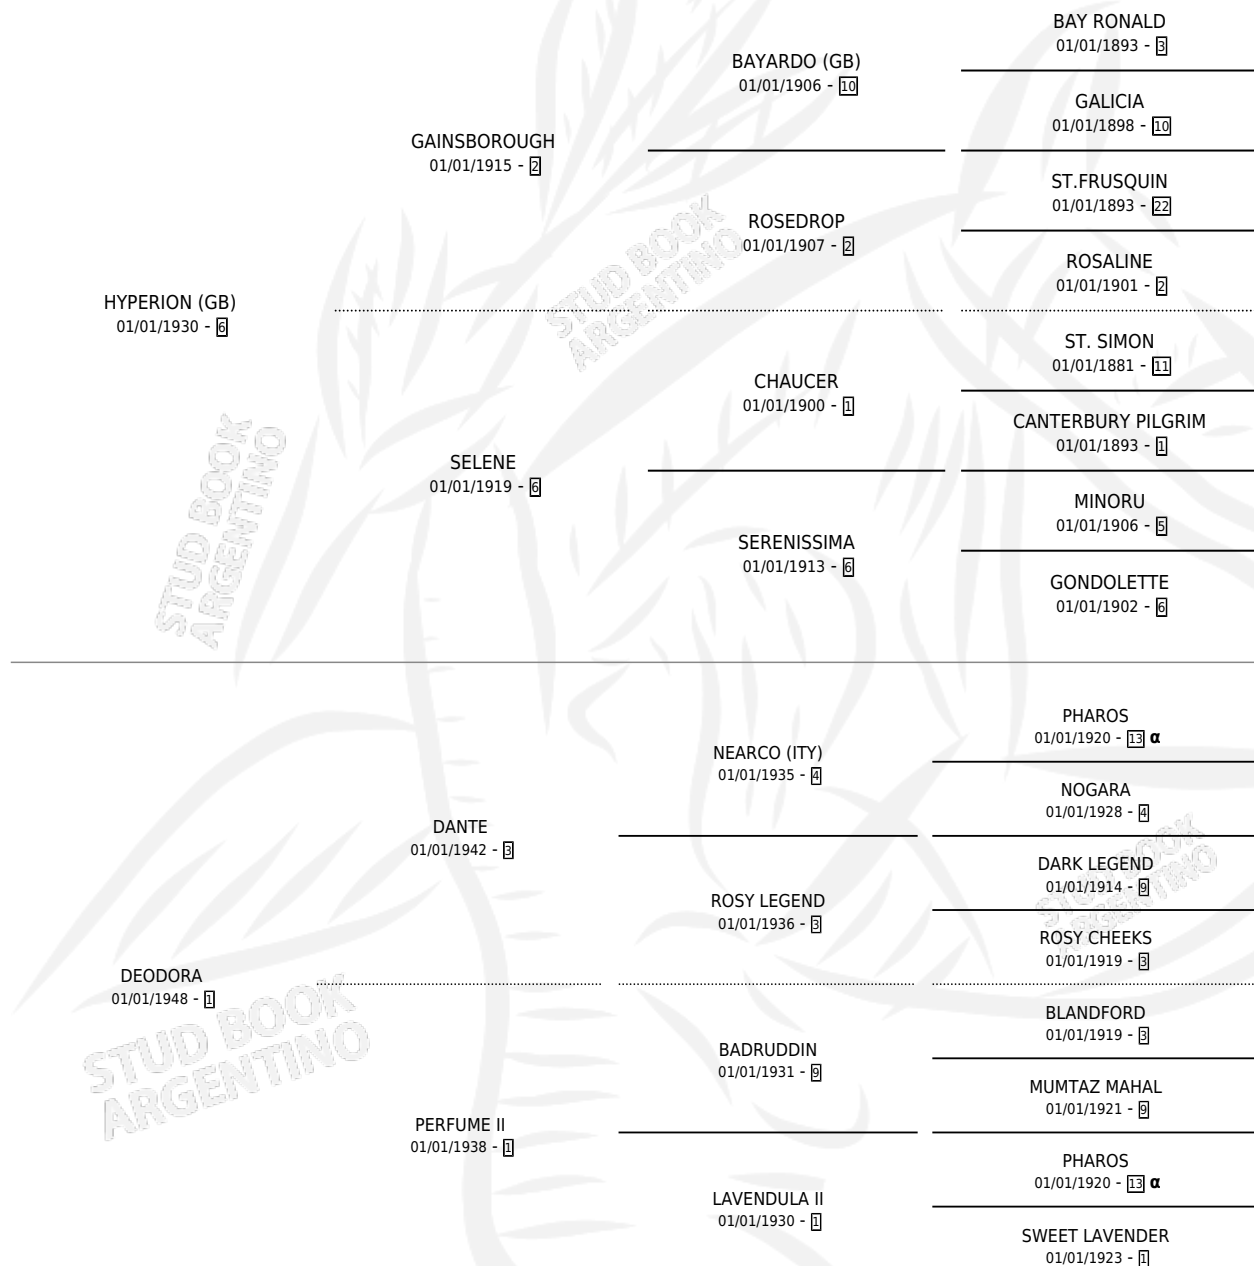 BAY RONALD
01/01/1893 - 3
BAYARDO (GB)
01/01/1906 - 10
GALICIA
01/01/1898 - 10
GAINSBOROUGH
01/01/1915 - 2
ST.FRUSQUIN
01/01/1893 - 22
ROSEDROP
01/01/1907 - 2
ROSALINE
01/01/1901 - 2
HYPERION (GB)
01/01/1930 - 6
STUD BOOK
ARGENTINO
ST. SIMON
01/01/1881 - 11
CHAUCER
01/01/1900 - 1
CANTERBURY PILGRIM
01/01/1893 - 1
SELENE
01/01/1919 - 6
MINORU
01/01/1906 - 5
SERENISSIMA
01/01/1913 - 6
GONDOLETTE
01/01/1902 - 6
STUD BOOK
ARGENTINO
PHAROS
01/01/1920 - 13 α
NEARCO (ITY)
01/01/1935 - 4
NOGARA
01/01/1928 - 4
DANTE
01/01/1942 - 3
DARK LEGEND
01/01/1914 - 9
ROSY LEGEND
01/01/1936 - 3
ROSY CHEEKS
01/01/1919 - 3
STUD BOOK
ARGENTINO
DEODORA
01/01/1948 - 1
BLANDFORD
01/01/1919 - 3
BADRUDDIN
01/01/1931 - 9
MUMTAZ MAHAL
01/01/1921 - 9
STUD BOOK
ARGENTINO
PERFUME II
01/01/1938 - 1
PHAROS
01/01/1920 - 13 α
LAVENDULA II
01/01/1930 - 1
SWEET LAVENDER
01/01/1923 - 1